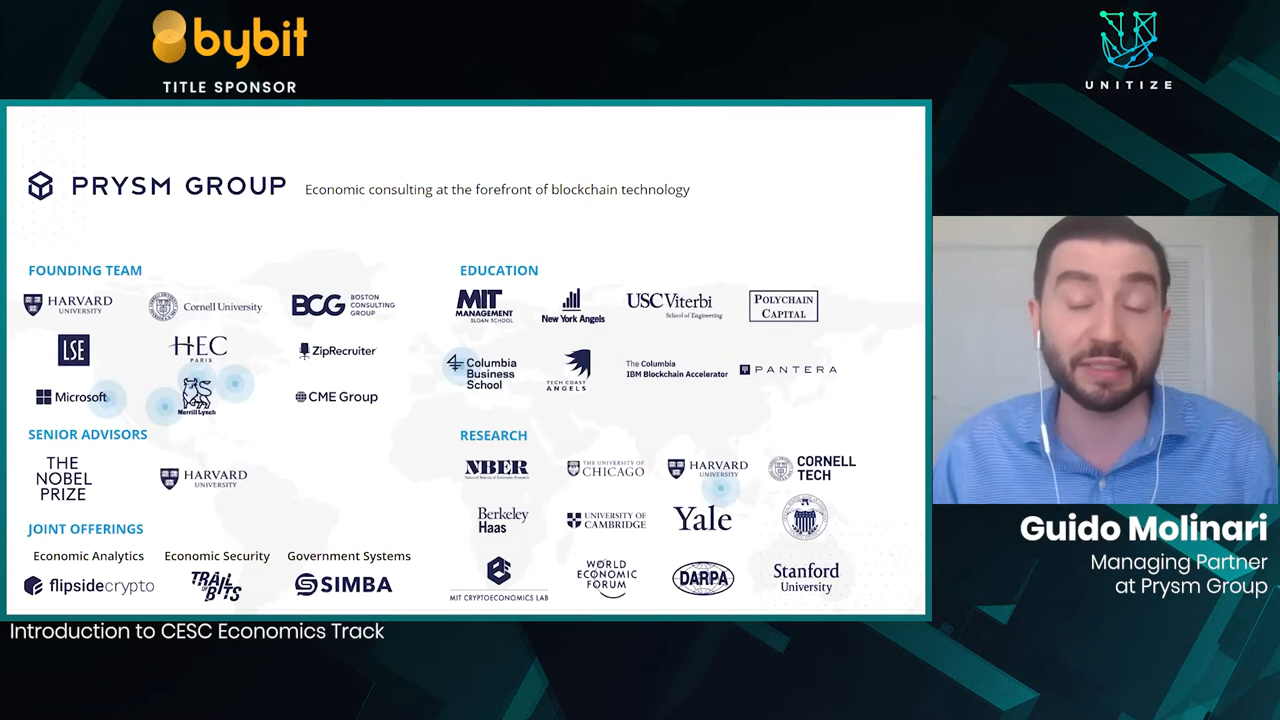 bybit
TITLE SPONSOR
UNITIZE
PRYSM GROUP
Economic consulting at the forefront of blockchain technology
FOUNDING TEAM
HARVARD
UNIVERSITY
Cornell University
BCG
BOSTON
CONSULTING
GROUP
LSE
HEC
PARIS
ZipRecruiter
Microsoft
Merrill Lynch
CME Group
SENIOR ADVISORS
THE
NOBEL
PRIZE
HARVARD
UNIVERSITY
JOINT OFFERINGS
Economic Analytics
Economic Security
Government Systems
flipsidecrypto
TRAIL
OF
BITS
SIMBA
EDUCATION
MIT
MANAGEMENT
SLOAN SCHOOL
New York Angels
USC Viterbi
School of Engineering
POLYCHAIN
CAPITAL
Columbia
Business
School
TECH COAST
ANGELS
The Columbia
IBM Blockchain Accelerator
PANTERA
RESEARCH
NBER
National Bureau of Economic Research
THE UNIVERSITY OF
CHICAGO
HARVARD
UNIVERSITY
CORNELL
TECH
Berkeley
Haas
UNIVERSITY OF
CAMBRIDGE
Yale
MIT CRYPTOECONOMICS LAB
WORLD
ECONOMIC
FORUM
DARPA
Stanford
University
Guido Molinari
Managing Partner
at Prysm Group
Introduction to CESC Economics Track